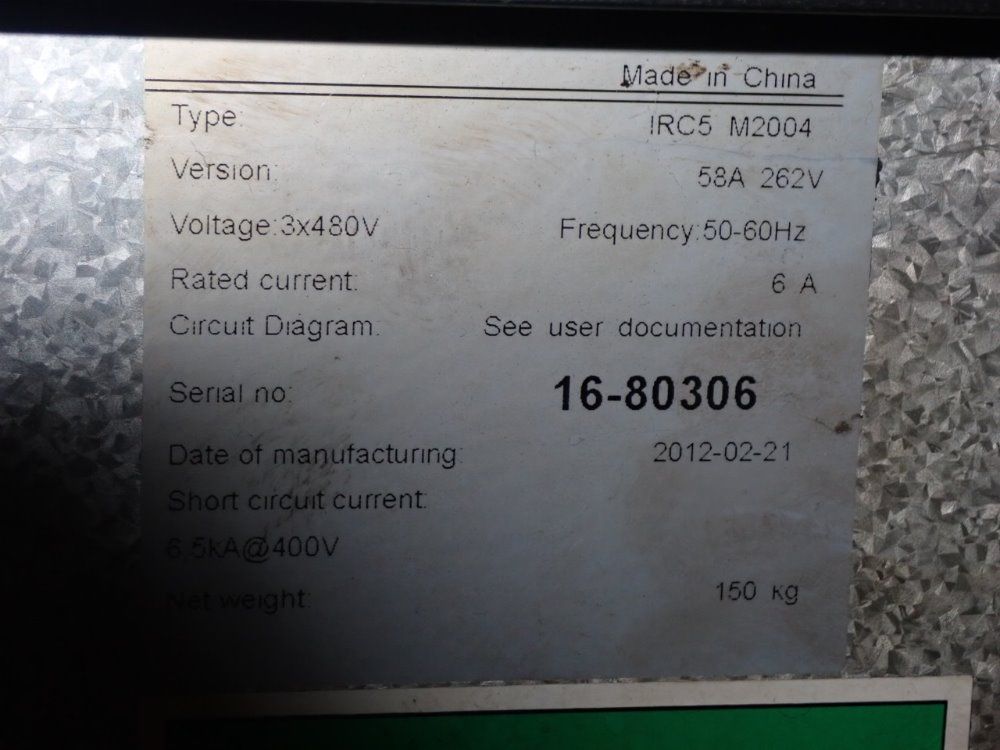 Made in China
Type: IRC5 M2004
Version: 58A 262V
Voltage:3x480V Frequency:50-60Hz
Rated current: 6 A
Circuit Diagram: See user documentation
Serial no: 16-80306
Date of manufacturing: 2012-02-21
Short circuit current:
6.5kA@400V
Net weight: 150 kg